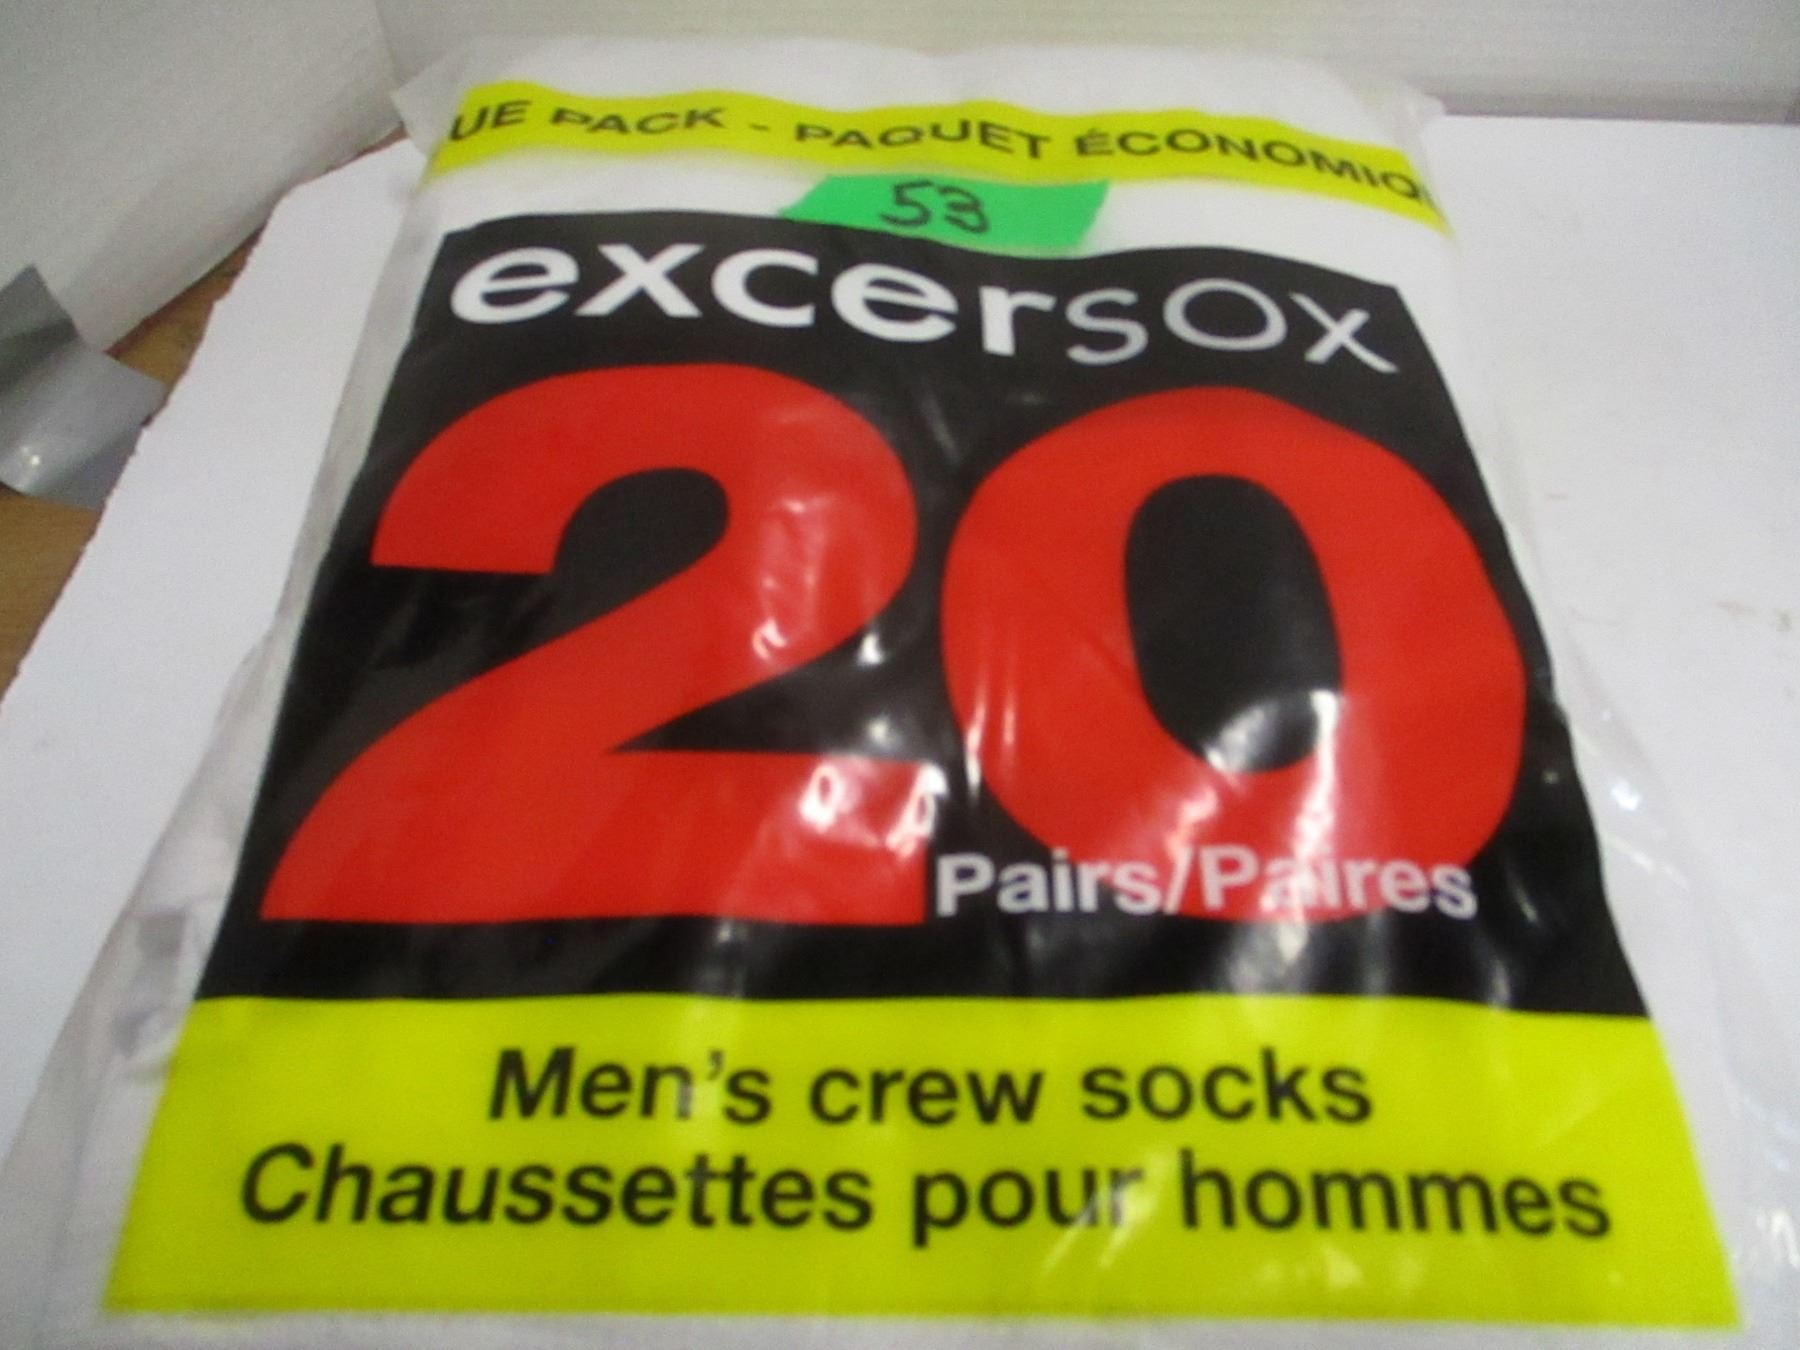 UE PACK - PAQUET ÉCONOMIQ
53
excersox
20
Pairs/Paires
Men's crew socks
Chaussettes pour hommes